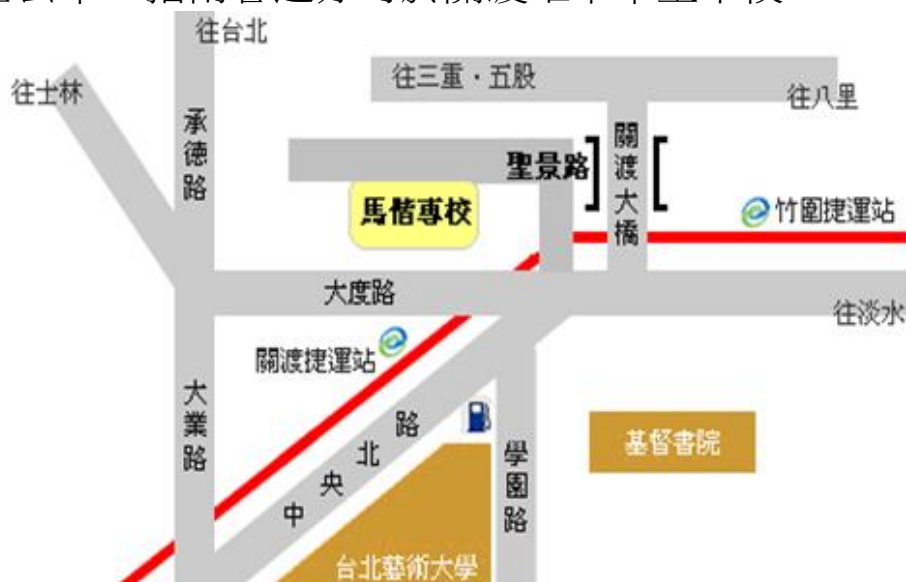 往台北
往士林
往三重．五股
往八里
承德路
關渡大橋
聖景路
馬偕專校
竹圍捷運站
大度路
往淡水
關渡捷運站
大業路
中央北路
學園路
基督書院
台北藝術大學